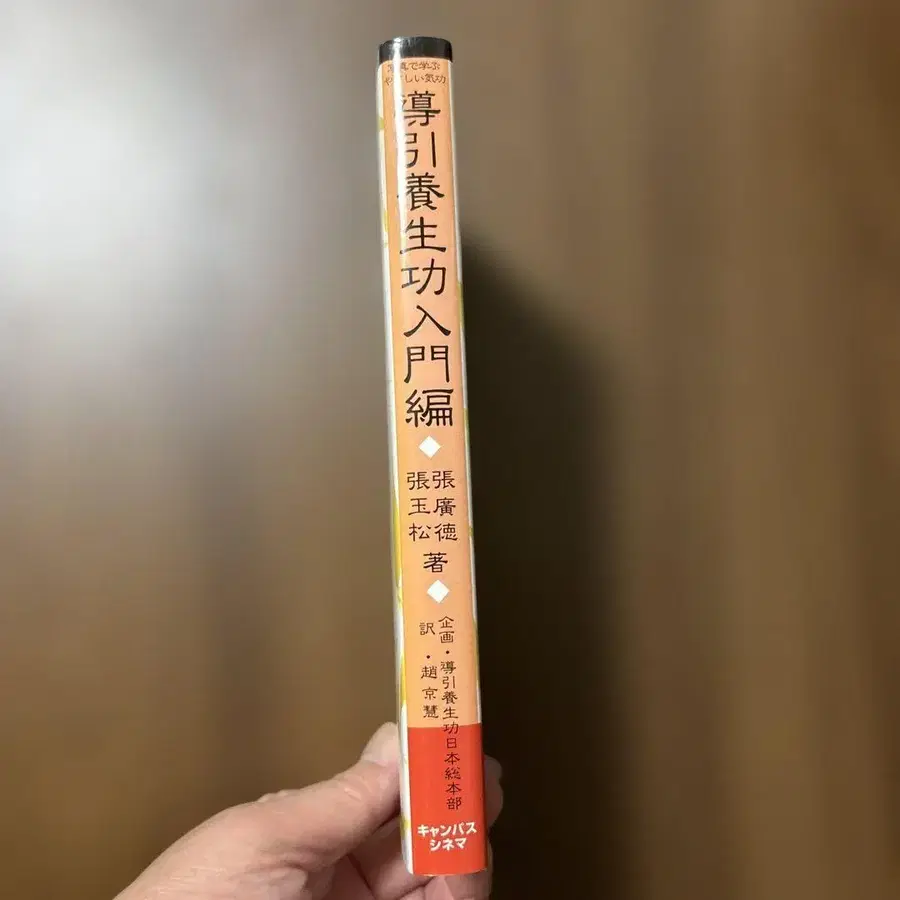 写真で学ぶ
やさしい気功
導引養生功入門編
張廣徳
張玉松
著
企画・導引養生功日本総本部
訳・趙京慧
キャンパス
シネマ